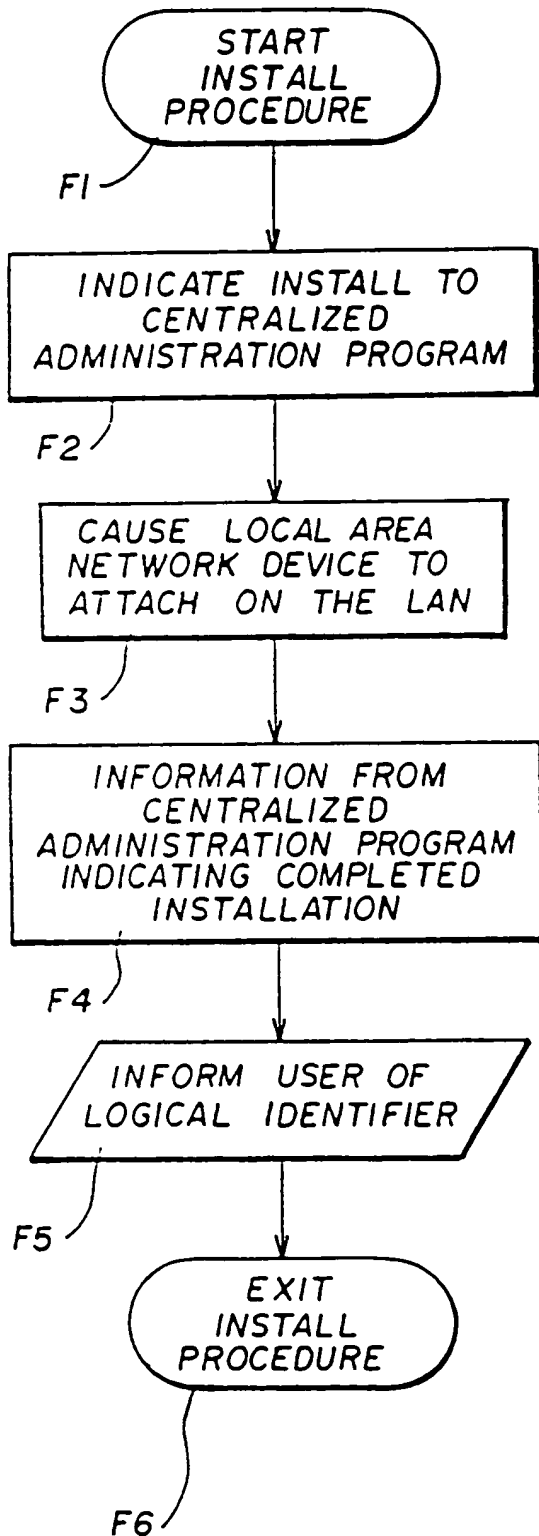 START
INSTALL
PROCEDURE
F1
INDICATE INSTALL TO
CENTRALIZED
ADMINISTRATION PROGRAM
F2
CAUSE LOCAL AREA
NETWORK DEVICE TO
ATTACH ON THE LAN
F3
INFORMATION FROM
CENTRALIZED
ADMINISTRATION PROGRAM
INDICATING COMPLETED
INSTALLATION
F4
INFORM USER OF
LOGICAL IDENTIFIER
F5
EXIT
INSTALL
PROCEDURE
F6